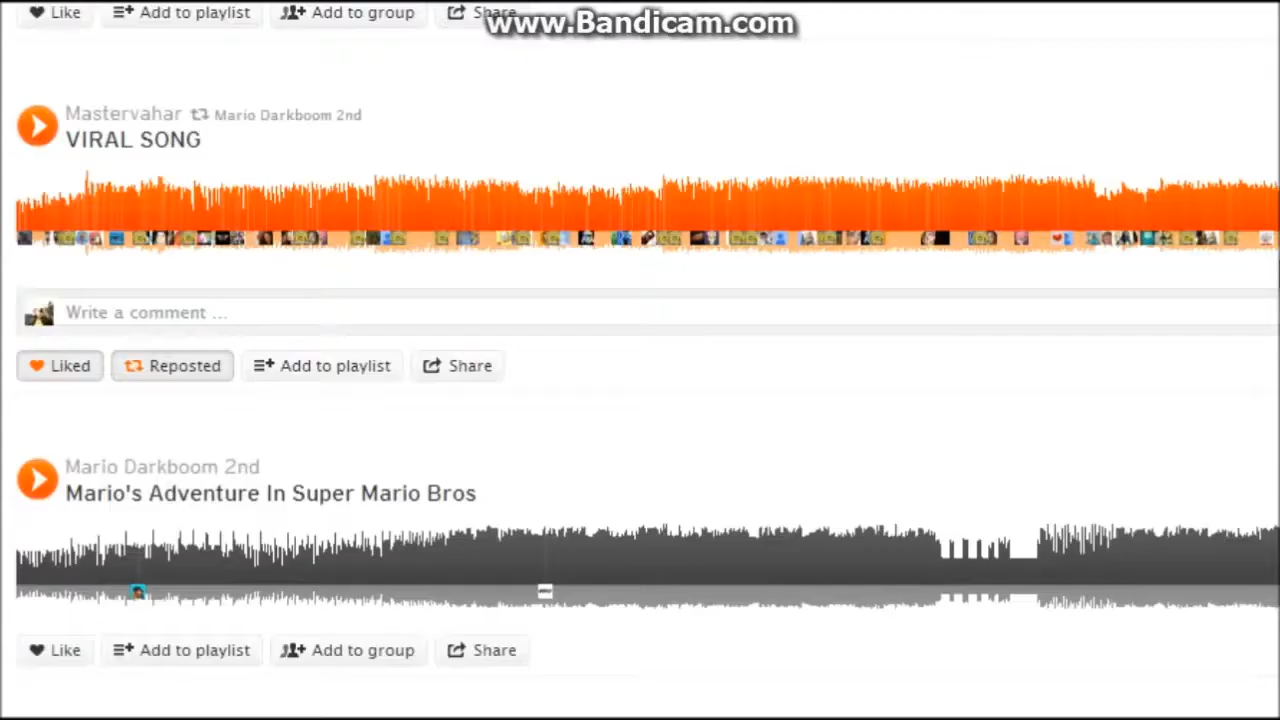 Like Add to playlist Add to group Share
www.Bandicam.com
Mastervahar Mario Darkboom 2nd
VIRAL SONG
Write a comment ...
Liked Reposted Add to playlist Share
Mario Darkboom 2nd
Mario's Adventure In Super Mario Bros
Like Add to playlist Add to group Share